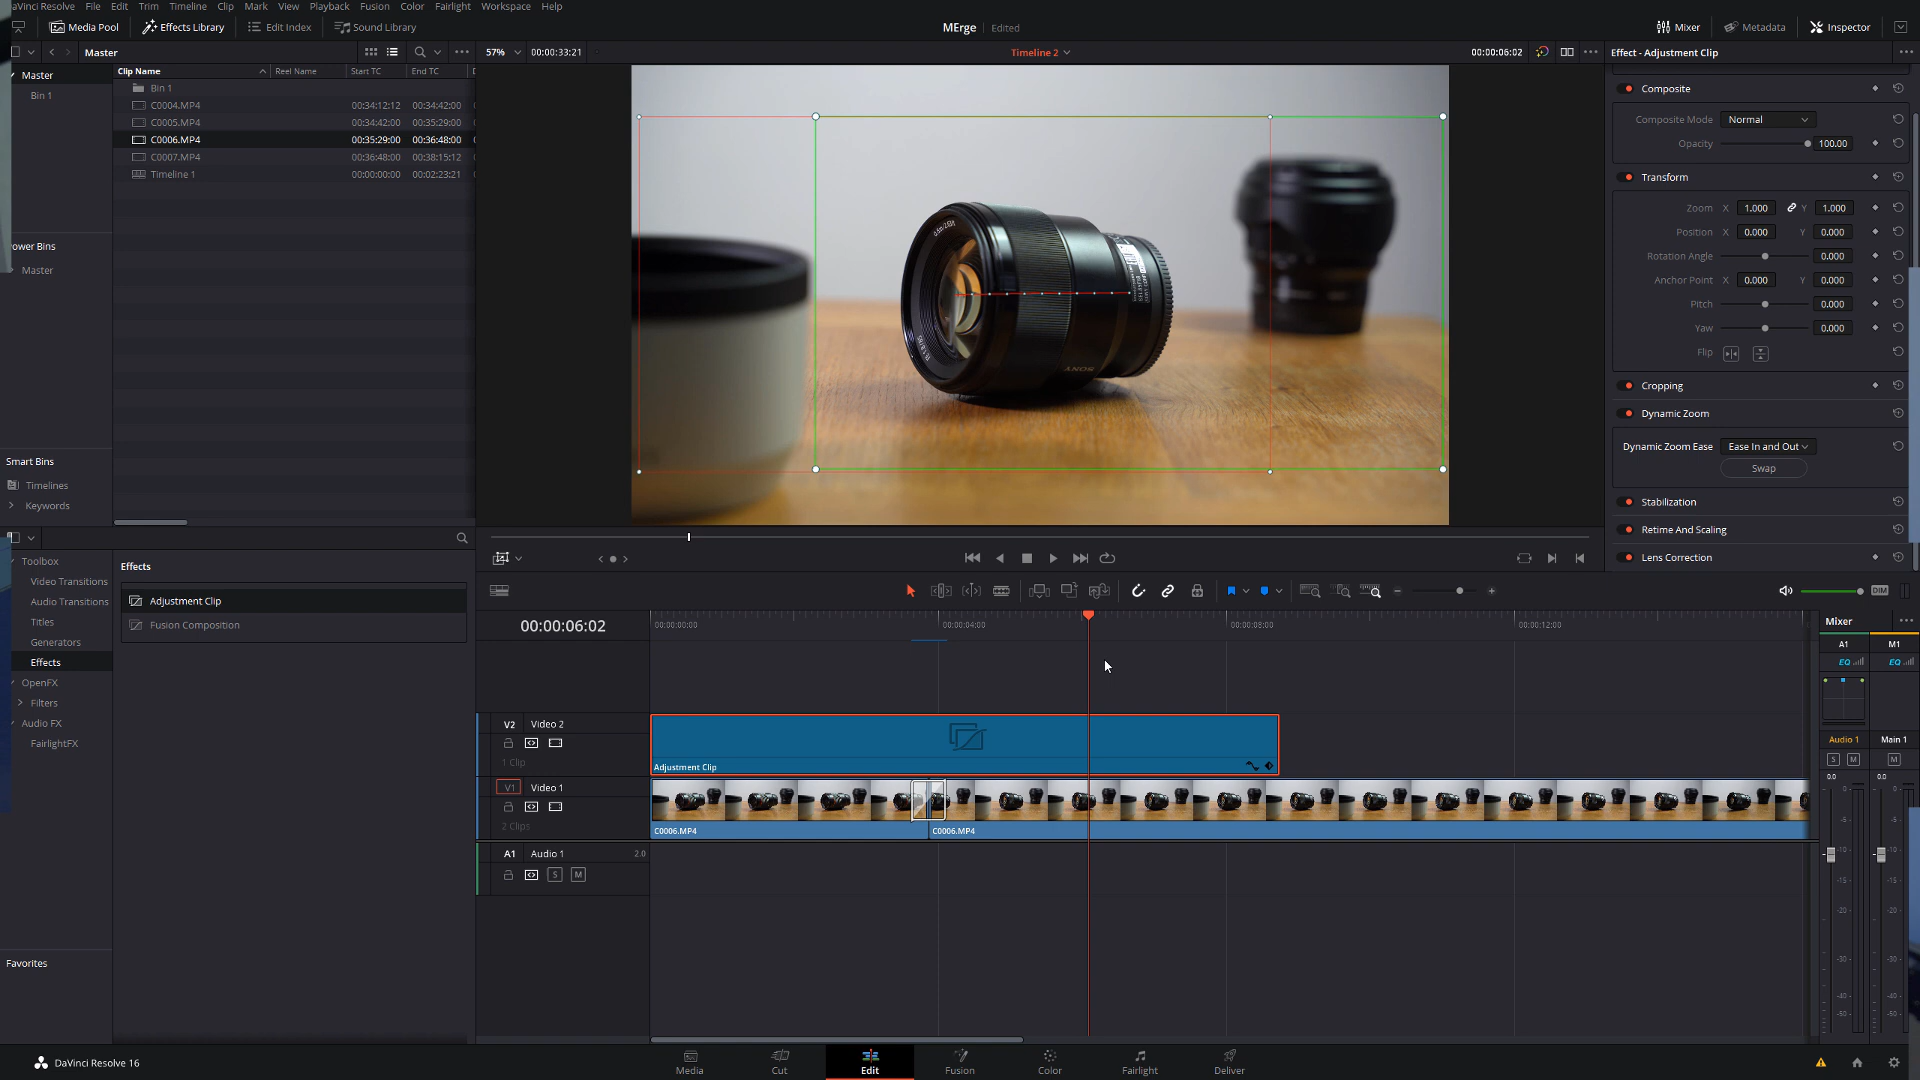 DaVinci Resolve File Edit Trim Timeline Clip Mark View Playback Fusion Color Fairlight Workspace Help
Media Pool Effects Library Edit Index Sound Library MErge Edited Mixer Metadata Inspector
Master 57% 00:00:33:21 Timeline 2 00:00:06:02 Effect - Adjustment Clip
Master Clip Name Reel Name Start TC End TC
Bin 1
Bin 1
C0004.MP4 00:34:12:12 00:34:42:00
C0005.MP4 00:34:42:00 00:35:29:00
C0006.MP4 00:35:29:00 00:36:48:00
C0007.MP4 00:36:48:00 00:38:15:12
Timeline 1 00:00:00:00 00:02:23:21
ower Bins
Master
Smart Bins
Timelines
Keywords
SONY
Composite
Composite Mode Normal
Opacity 100.00
Transform
Zoom X 1.000 Y 1.000
Position X 0.000 Y 0.000
Rotation Angle 0.000
Anchor Point X 0.000 Y 0.000
Pitch 0.000
Yaw 0.000
Flip
Cropping
Dynamic Zoom
Dynamic Zoom Ease Ease In and Out
Swap
Stabilization
Retime And Scaling
Lens Correction
Toolbox
Video Transitions
Audio Transitions
Titles
Generators
Effects
OpenFX
Filters
Audio FX
FairlightFX
Favorites
Effects
Adjustment Clip
Fusion Composition
DIM
00:00:06:02 00:00:00:00 00:00:04:00 00:00:08:00 00:00:12:00
V2 Video 2
1 Clip
Adjustment Clip
V1 Video 1
2 Clips
C0006.MP4 C0006.MP4
A1 Audio 1 2.0
S M
Mixer
A1 M1
EQ EQ
Audio 1 Main 1
S M M
0.0 0.0
DaVinci Resolve 16
Media Cut Edit Fusion Color Fairlight Deliver